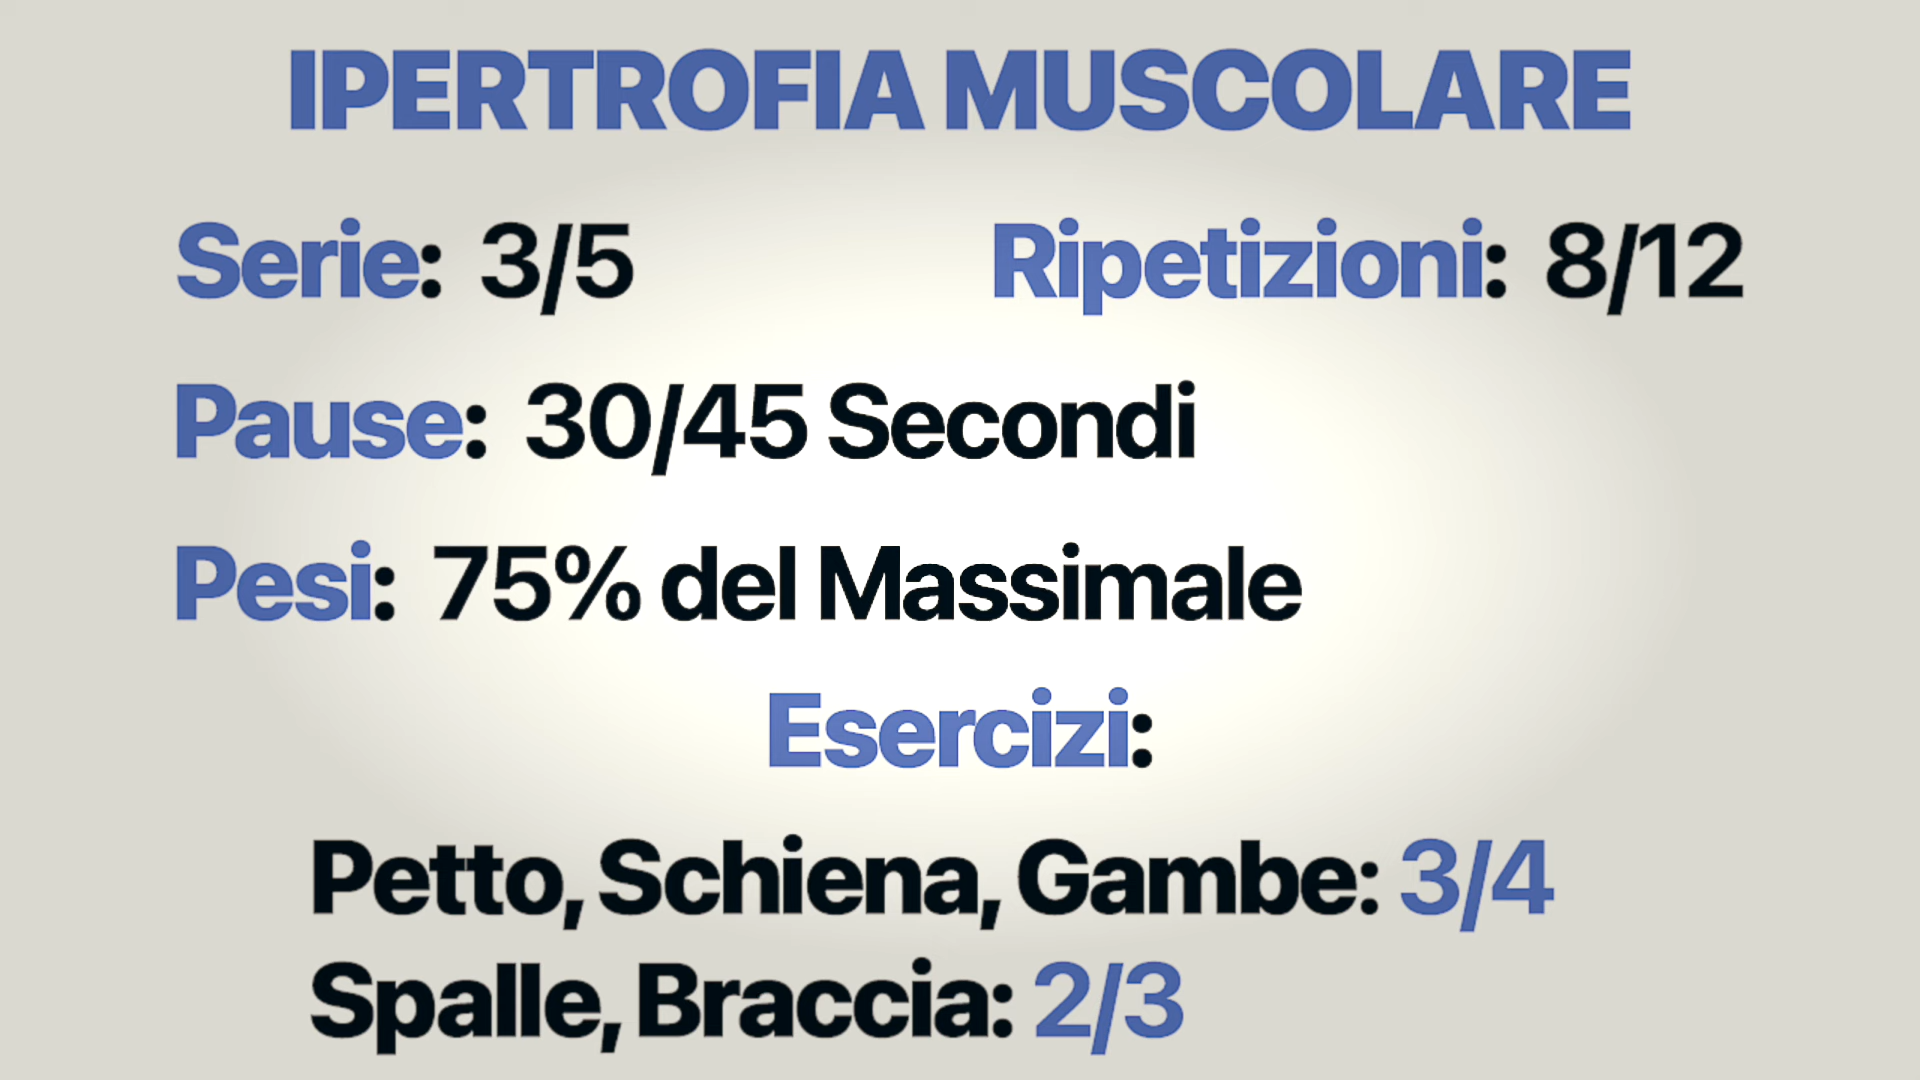 IPERTROFIA MUSCOLARE
Serie: 3/5 Ripetizioni: 8/12
Pause: 30/45 Secondi
Pesi: 75% del Massimale
Esercizi:
Petto, Schiena, Gambe: 3/4
Spalle, Braccia: 2/3